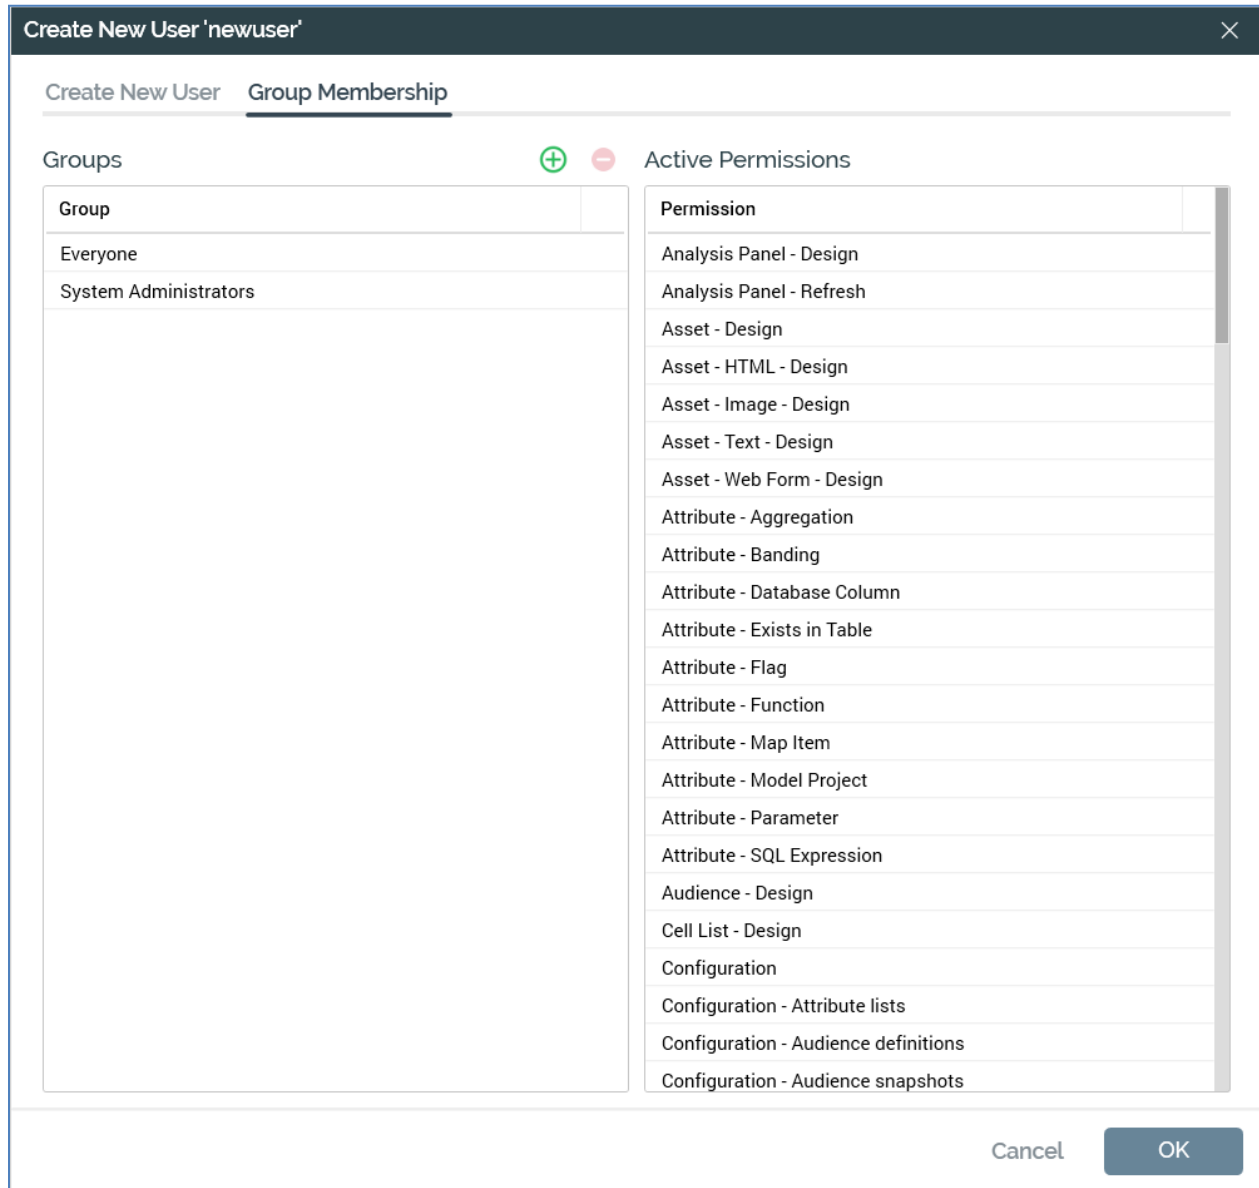 Create New User 'newuser'
Create New User Group Membership
Groups
Group
Everyone
System Administrators
Active Permissions
Permission
Analysis Panel - Design
Analysis Panel - Refresh
Asset - Design
Asset - HTML - Design
Asset - Image - Design
Asset - Text - Design
Asset - Web Form - Design
Attribute - Aggregation
Attribute - Banding
Attribute - Database Column
Attribute - Exists in Table
Attribute - Flag
Attribute - Function
Attribute - Map Item
Attribute - Model Project
Attribute - Parameter
Attribute - SQL Expression
Audience - Design
Cell List - Design
Configuration
Configuration - Attribute lists
Configuration - Audience definitions
Configuration - Audience snapshots
Cancel OK